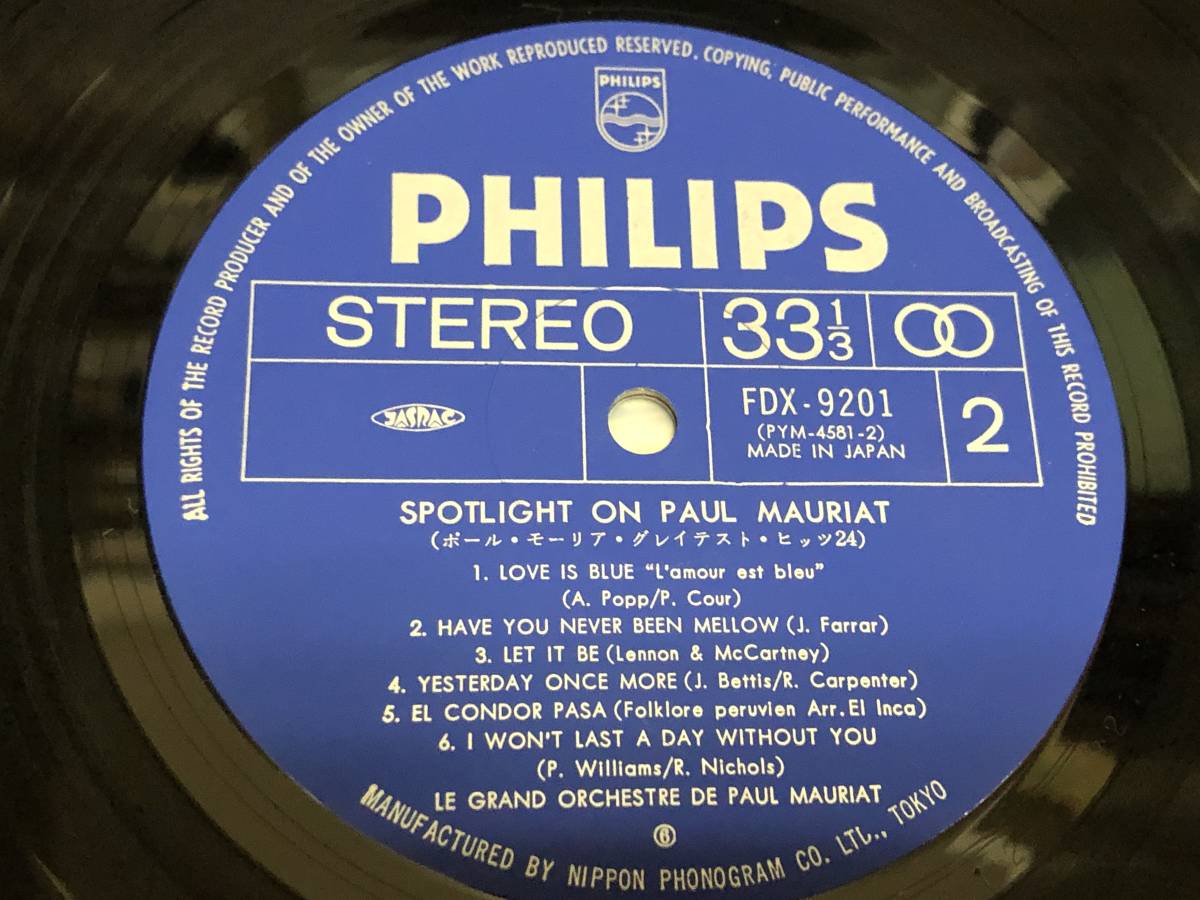 ALL RIGHTS OF THE RECORD PRODUCER AND OF THE OWNER OF THE WORK REPRODUCED RESERVED. COPYING, PUBLIC PERFORMANCE AND BROADCASTING OF THIS RECORD PROHIBITED
PHILIPS
PHILIPS
STEREO
33 1/3
JASRAC
FDX-9201
(PYM-4581-2)
MADE IN JAPAN
2
SPOTLIGHT ON PAUL MAURIAT
(ポール・モーリア・グレイテスト・ヒッツ24)
1. LOVE IS BLUE "L'amour est bleu"
(A. Popp/P. Cour)
2. HAVE YOU NEVER BEEN MELLOW (J. Farrar)
3. LET IT BE (Lennon & McCartney)
4. YESTERDAY ONCE MORE (J. Bettis/R. Carpenter)
5. EL CONDOR PASA (Folklore peruvien Arr. El Inca)
6. I WON'T LAST A DAY WITHOUT YOU
(P. Williams/R. Nichols)
LE GRAND ORCHESTRE DE PAUL MAURIAT
⑥
MANUFACTURED BY NIPPON PHONOGRAM CO. LTL., TOKYO